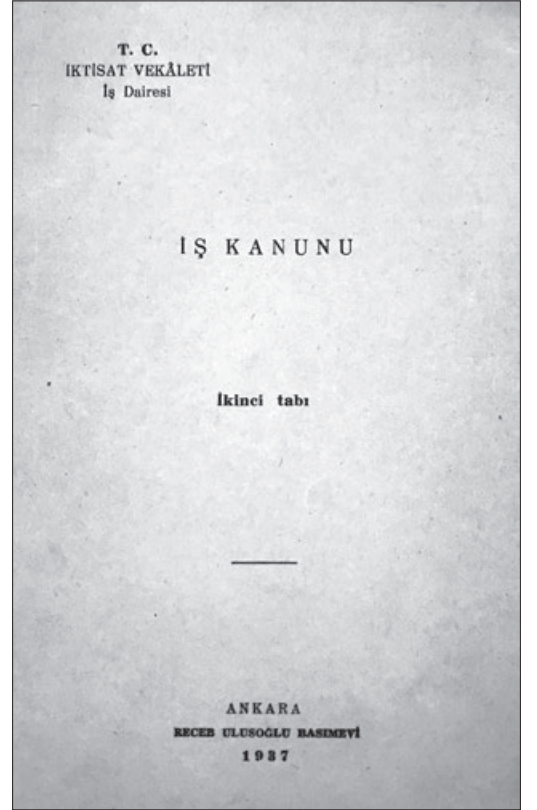 T. C.
İKTİSAT VEKÂLETİ
İş Dairesi
İŞ KANUNU
İkinci tabı
ANKARA
RECEB ULUSOĞLU BASIMEVİ
1937